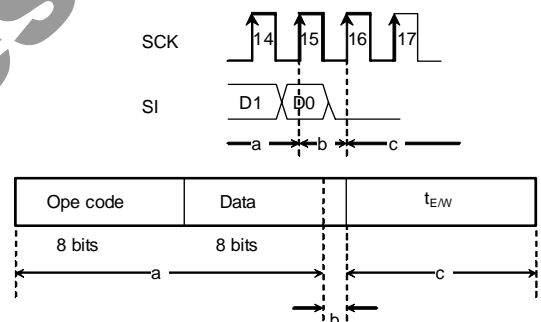 SCK 14 15 16 17
SI D1 D0
a b c
Ope code Data tE/W
8 bits 8 bits
a c
b